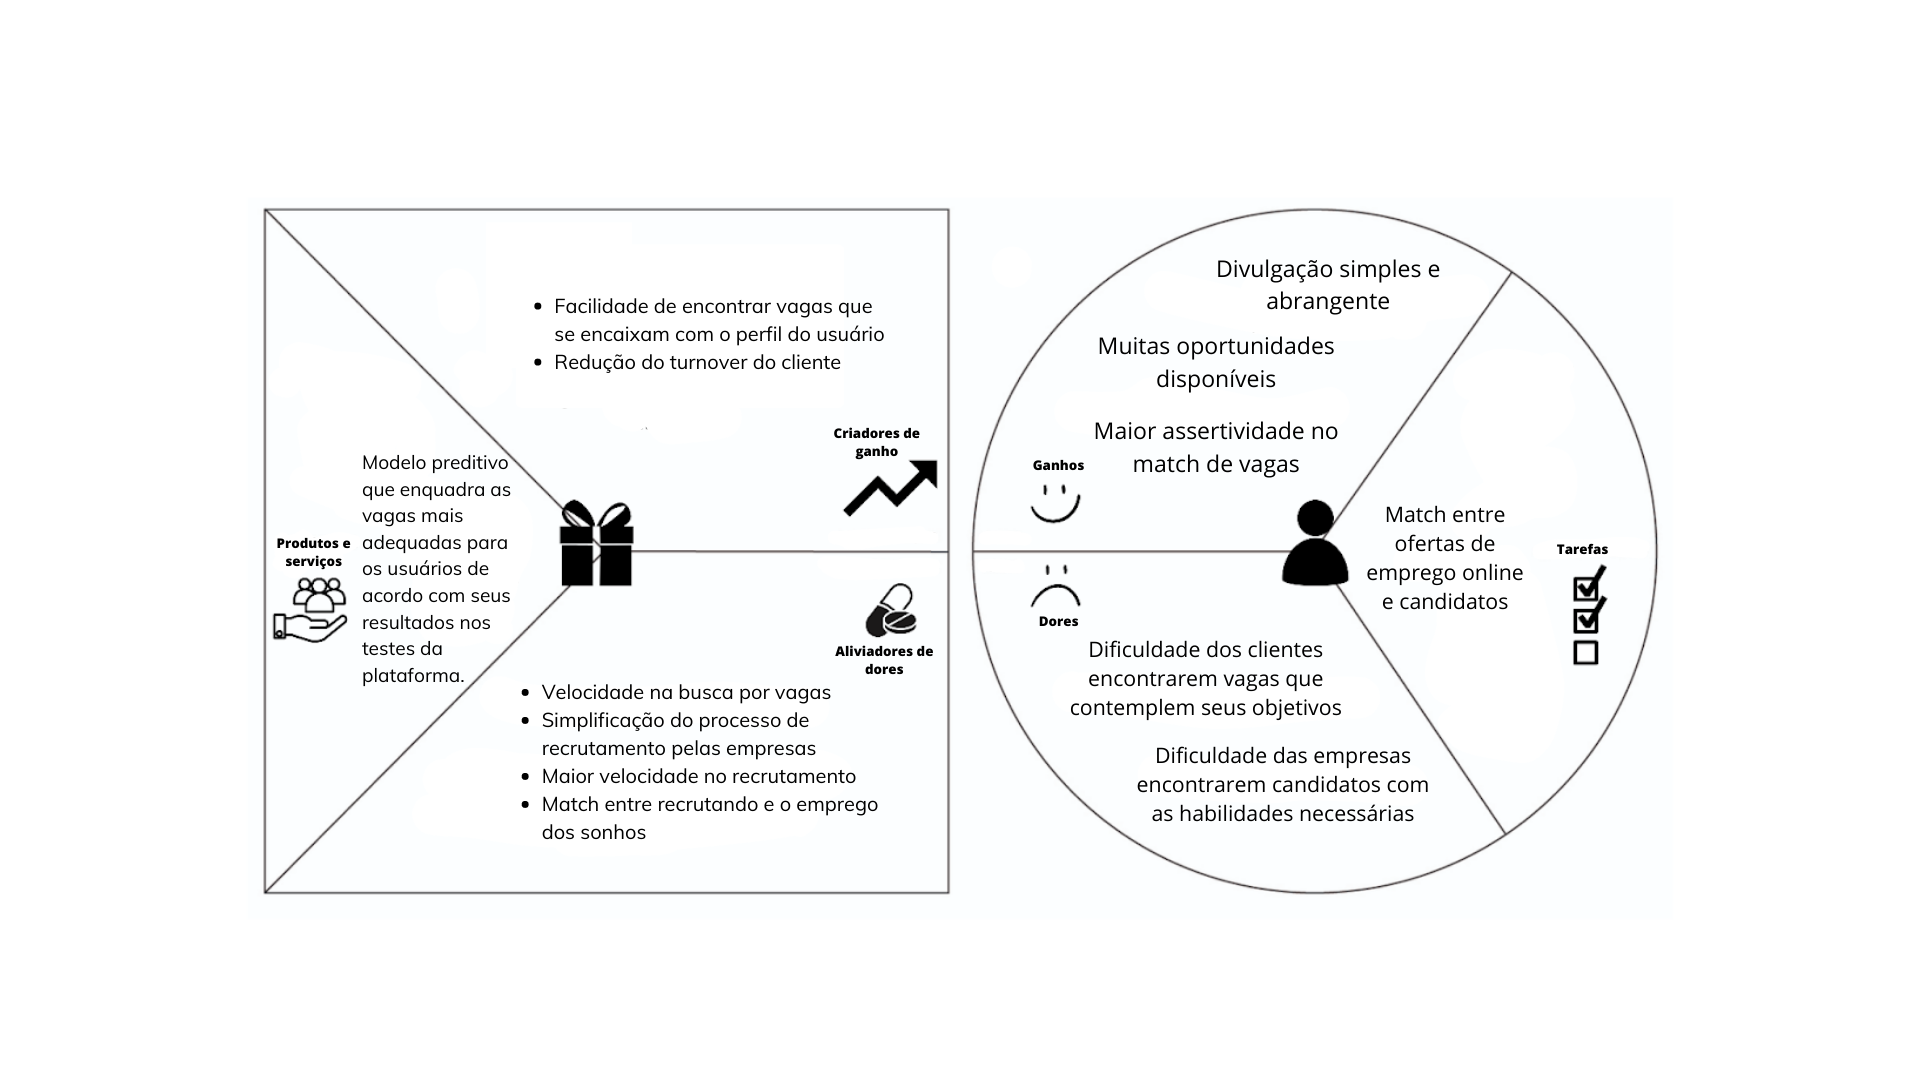 Facilidade de encontrar vagas que
se encaixam com o perfil do usuário
Redução do turnover do cliente
Criadores de
ganho
Modelo preditivo
que enquadra as
vagas mais
adequadas para
os usuários de
acordo com seus
resultados nos
testes da
plataforma.
Produtos e
serviços
Aliviadores de
dores
Velocidade na busca por vagas
Simplificação do processo de
recrutamento pelas empresas
Maior velocidade no recrutamento
Match entre recrutando e o emprego
dos sonhos
Divulgação simples e
abrangente
Muitas oportunidades
disponíveis
Maior assertividade no
match de vagas
Ganhos
Match entre
ofertas de
emprego online
e candidatos
Tarefas
Dores
Dificuldade dos clientes
encontrarem vagas que
contemplem seus objetivos
Dificuldade das empresas
encontrarem candidatos com
as habilidades necessárias